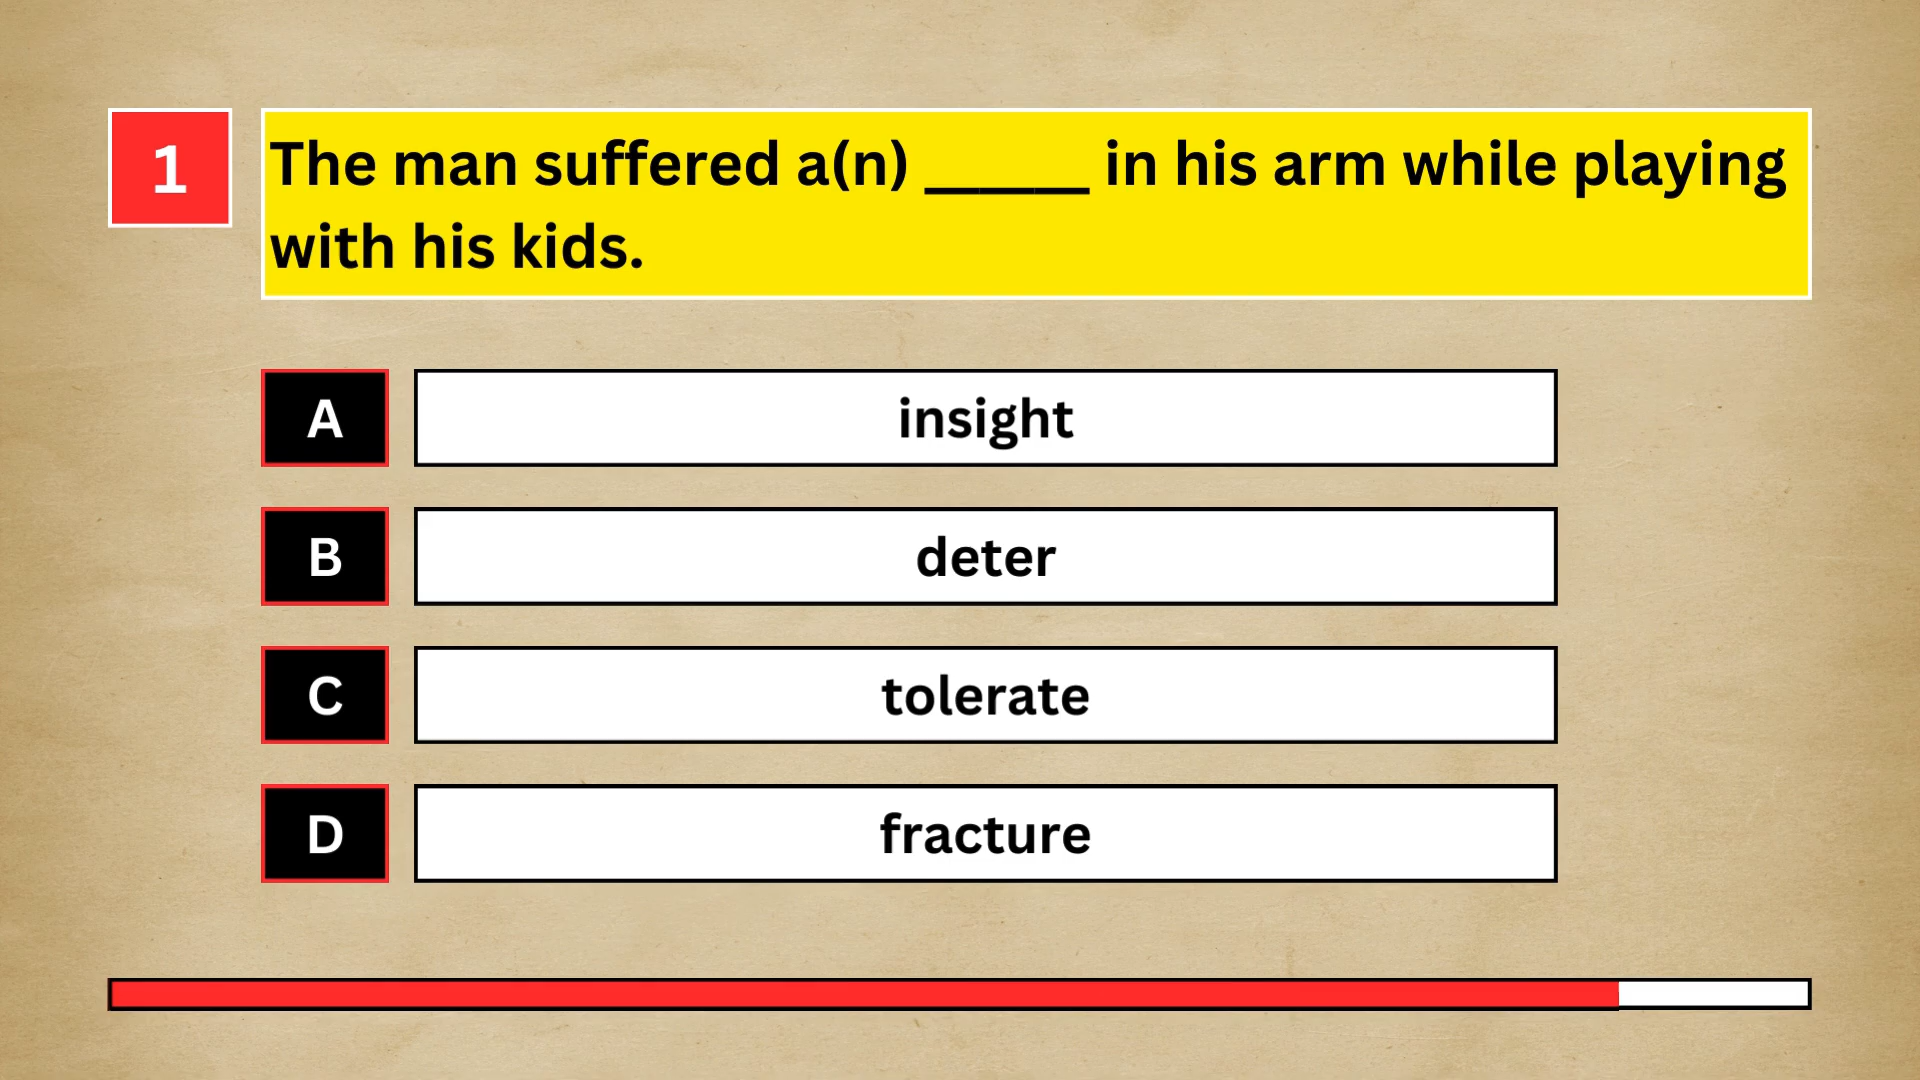 1
The man suffered a(n) ______ in his arm while playing
with his kids.
A
insight
B
deter
C
tolerate
D
fracture